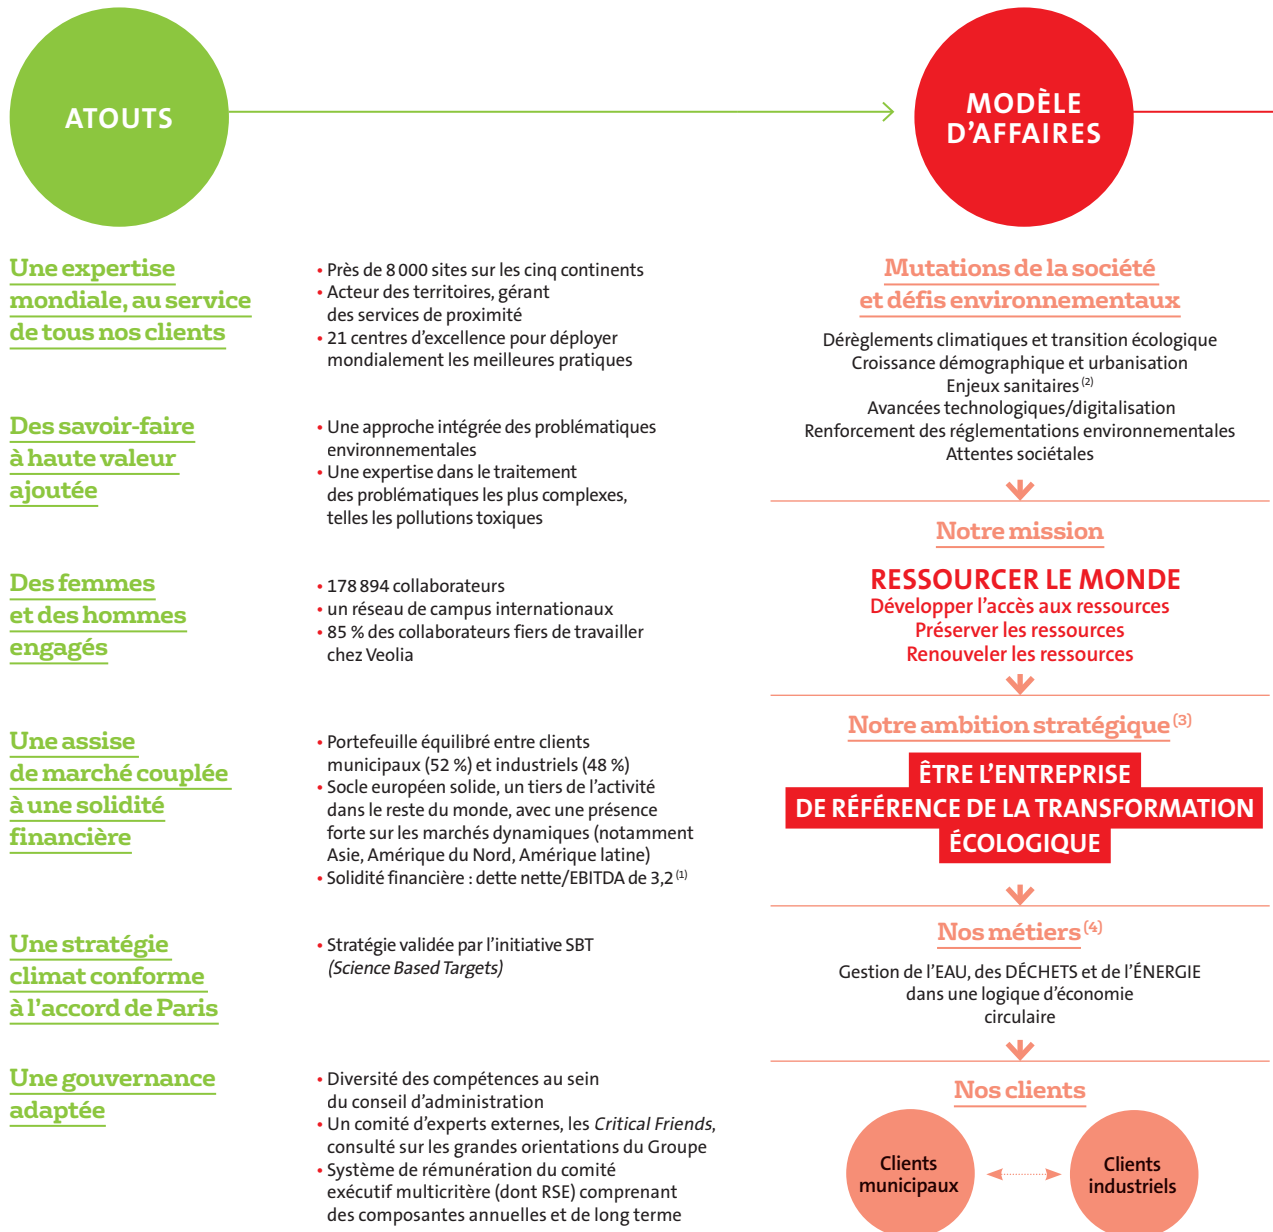 ATOUTS
MODÈLE
D'AFFAIRES
Une expertise
mondiale, au service
de tous nos clients
• Près de 8 000 sites sur les cinq continents
• Acteur des territoires, gérant
des services de proximité
• 21 centres d'excellence pour déployer
mondialement les meilleures pratiques
Des savoir-faire
à haute valeur
ajoutée
• Une approche intégrée des problématiques
environnementales
• Une expertise dans le traitement
des problématiques les plus complexes,
telles les pollutions toxiques
Des femmes
et des hommes
engagés
• 178 894 collaborateurs
• un réseau de campus internationaux
• 85 % des collaborateurs fiers de travailler
chez Veolia
Une assise
de marché couplée
à une solidité
financière
• Portefeuille équilibré entre clients
municipaux (52 %) et industriels (48 %)
• Socle européen solide, un tiers de l'activité
dans le reste du monde, avec une présence
forte sur les marchés dynamiques (notamment
Asie, Amérique du Nord, Amérique latine)
• Solidité financière : dette nette/EBITDA de 3,2 (1)
Une stratégie
climat conforme
à l'accord de Paris
• Stratégie validée par l'initiative SBT
(Science Based Targets)
Une gouvernance
adaptée
• Diversité des compétences au sein
du conseil d'administration
• Un comité d'experts externes, les Critical Friends,
consulté sur les grandes orientations du Groupe
• Système de rémunération du comité
exécutif multicritère (dont RSE) comprenant
des composantes annuelles et de long terme
Mutations de la société
et défis environnementaux
Dérèglements climatiques et transition écologique
Croissance démographique et urbanisation
Enjeux sanitaires (2)
Avancées technologiques/digitalisation
Renforcement des réglementations environnementales
Attentes sociétales
Notre mission
RESSOURCER LE MONDE
Développer l'accès aux ressources
Préserver les ressources
Renouveler les ressources
Notre ambition stratégique (3)
ÊTRE L'ENTREPRISE
DE RÉFÉRENCE DE LA TRANSFORMATION
ÉCOLOGIQUE
Nos métiers (4)
Gestion de l'EAU, des DÉCHETS et de l'ÉNERGIE
dans une logique d'économie
circulaire
Nos clients
Clients
municipaux
Clients
industriels